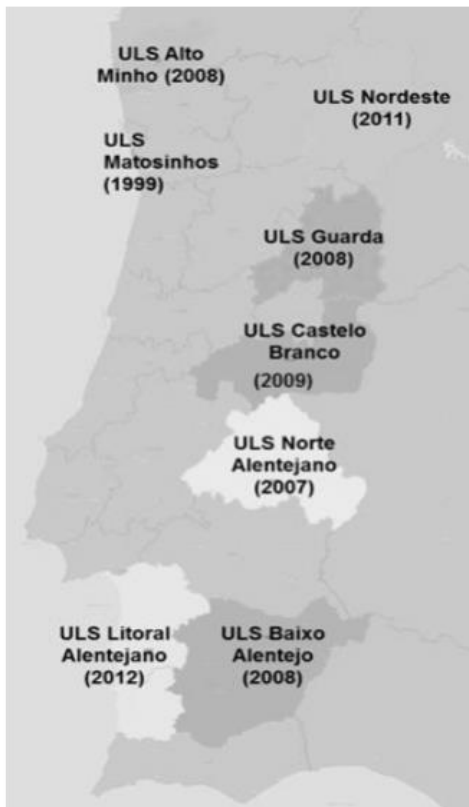 ULS Alto
Minho (2008)
ULS Nordeste
(2011)
ULS
Matosinhos
(1999)
ULS Guarda
(2008)
ULS Castelo
Branco
(2009)
ULS Norte
Alentejano
(2007)
ULS Litoral
Alentejaño
(2012)
ULS Baixo
Alentejo
(2008)